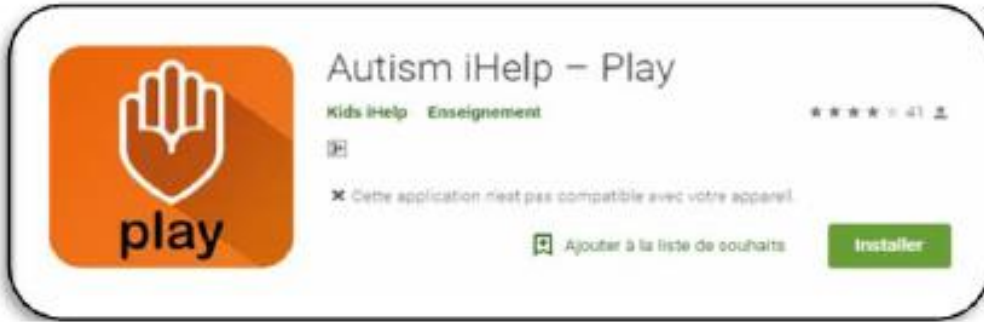 Autism iHelp – Play
Kids iHelp Enseignement
41
3+
✖ Cette application n'est pas compatible avec votre appareil.
Ajouter à la liste de souhaits
Installer
play